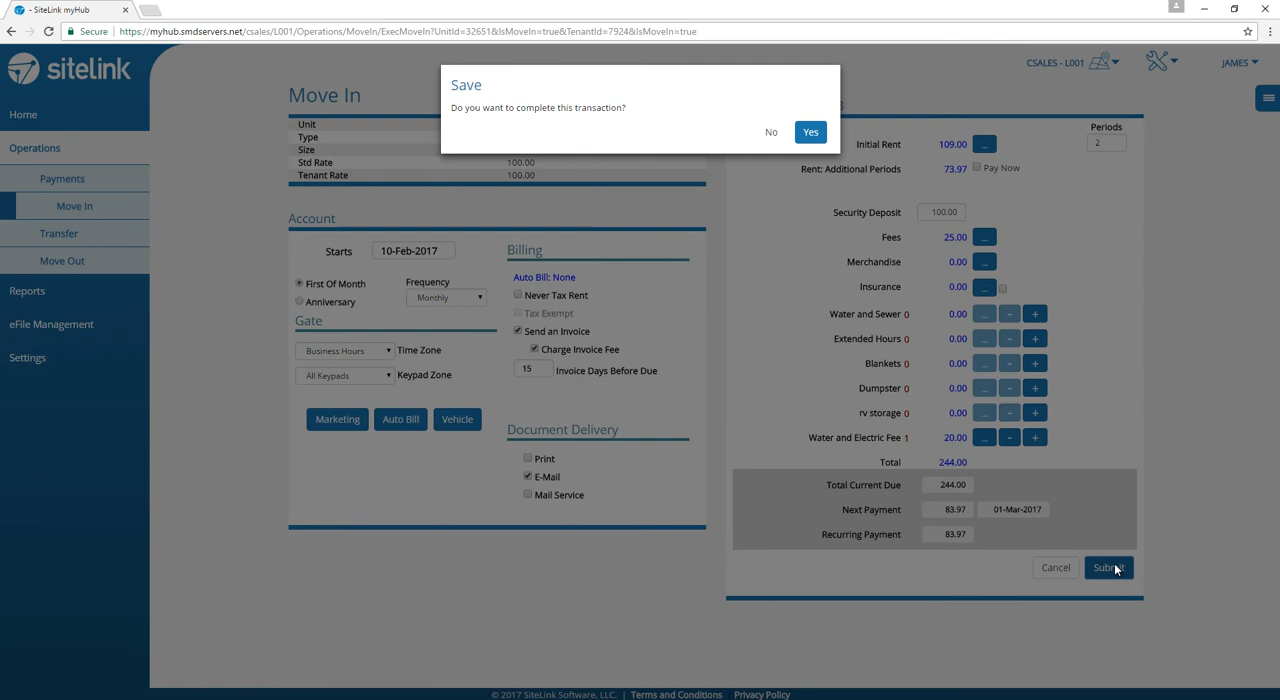 - SiteLink myHub
Secure
https://myhub.smdservers.net/csales/L001/Operations/MoveIn/ExecMoveIn?UnitId=32651&IsMoveIn=true&TenantId=7924&IsMoveIn=true
sitelink
CSALES - L001
JAMES
Home
Operations
Payments
Move In
Transfer
Move Out
Reports
eFile Management
Settings
Save
Do you want to complete this transaction?
No
Yes
Move In
Unit
Type
Size
Std Rate 100.00
Tenant Rate 100.00
Account
Starts 10-Feb-2017
First Of Month
Anniversary
Frequency
Monthly
Gate
Business Hours Time Zone
All Keypads Keypad Zone
Marketing Auto Bill Vehicle
Billing
Auto Bill: None
Never Tax Rent
Tax Exempt
Send an Invoice
Charge Invoice Fee
15 Invoice Days Before Due
Document Delivery
Print
E-Mail
Mail Service
Periods
Initial Rent 109.00 ... 2
Rent: Additional Periods 73.97 Pay Now
Security Deposit 100.00
Fees 25.00 ...
Merchandise 0.00 ...
Insurance 0.00 ...
Water and Sewer 0 0.00 ... - +
Extended Hours 0 0.00 ... - +
Blankets 0 0.00 ... - +
Dumpster 0 0.00 ... - +
rv storage 0 0.00 ... - +
Water and Electric Fee 1 20.00 ... - +
Total 244.00
Total Current Due 244.00
Next Payment 83.97 01-Mar-2017
Recurring Payment 83.97
Cancel Submit
© 2017 SiteLink Software, LLC. | Terms and Conditions | Privacy Policy